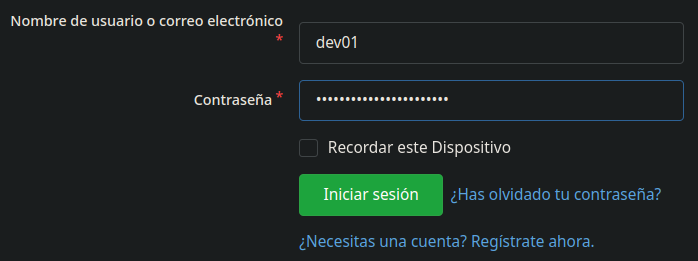 Nombre de usuario o correo electrónico
*
dev01
Contraseña *
•••••••••••••••••••••••
Recordar este Dispositivo
Iniciar sesión ¿Has olvidado tu contraseña?
¿Necesitas una cuenta? Regístrate ahora.